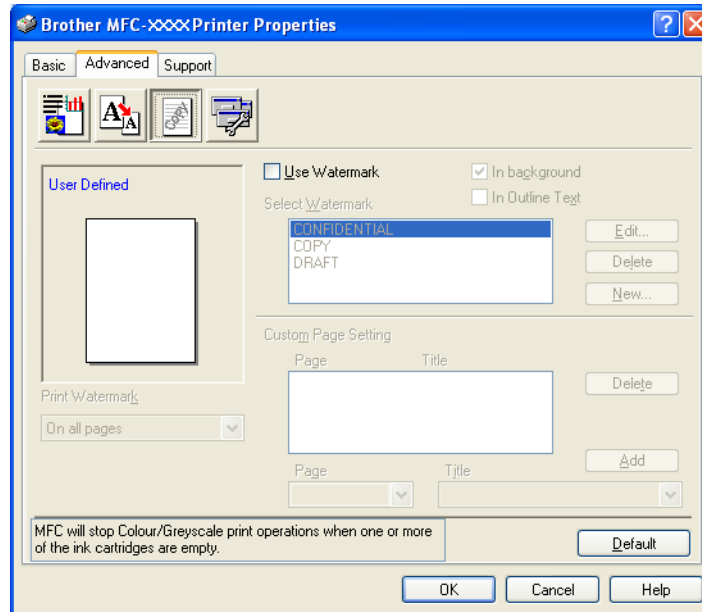 Brother MFC-XXXX Printer Properties
Basic Advanced Support
COPY
User Defined
Use Watermark
In background
In Outline Text
Select Watermark
CONFIDENTIAL
COPY
DRAFT
Edit...
Delete
New...
Custom Page Setting
Page Title
Delete
Print Watermark
On all pages
Add
Page Title
MFC will stop Colour/Greyscale print operations when one or more
of the ink cartridges are empty.
Default
OK Cancel Help